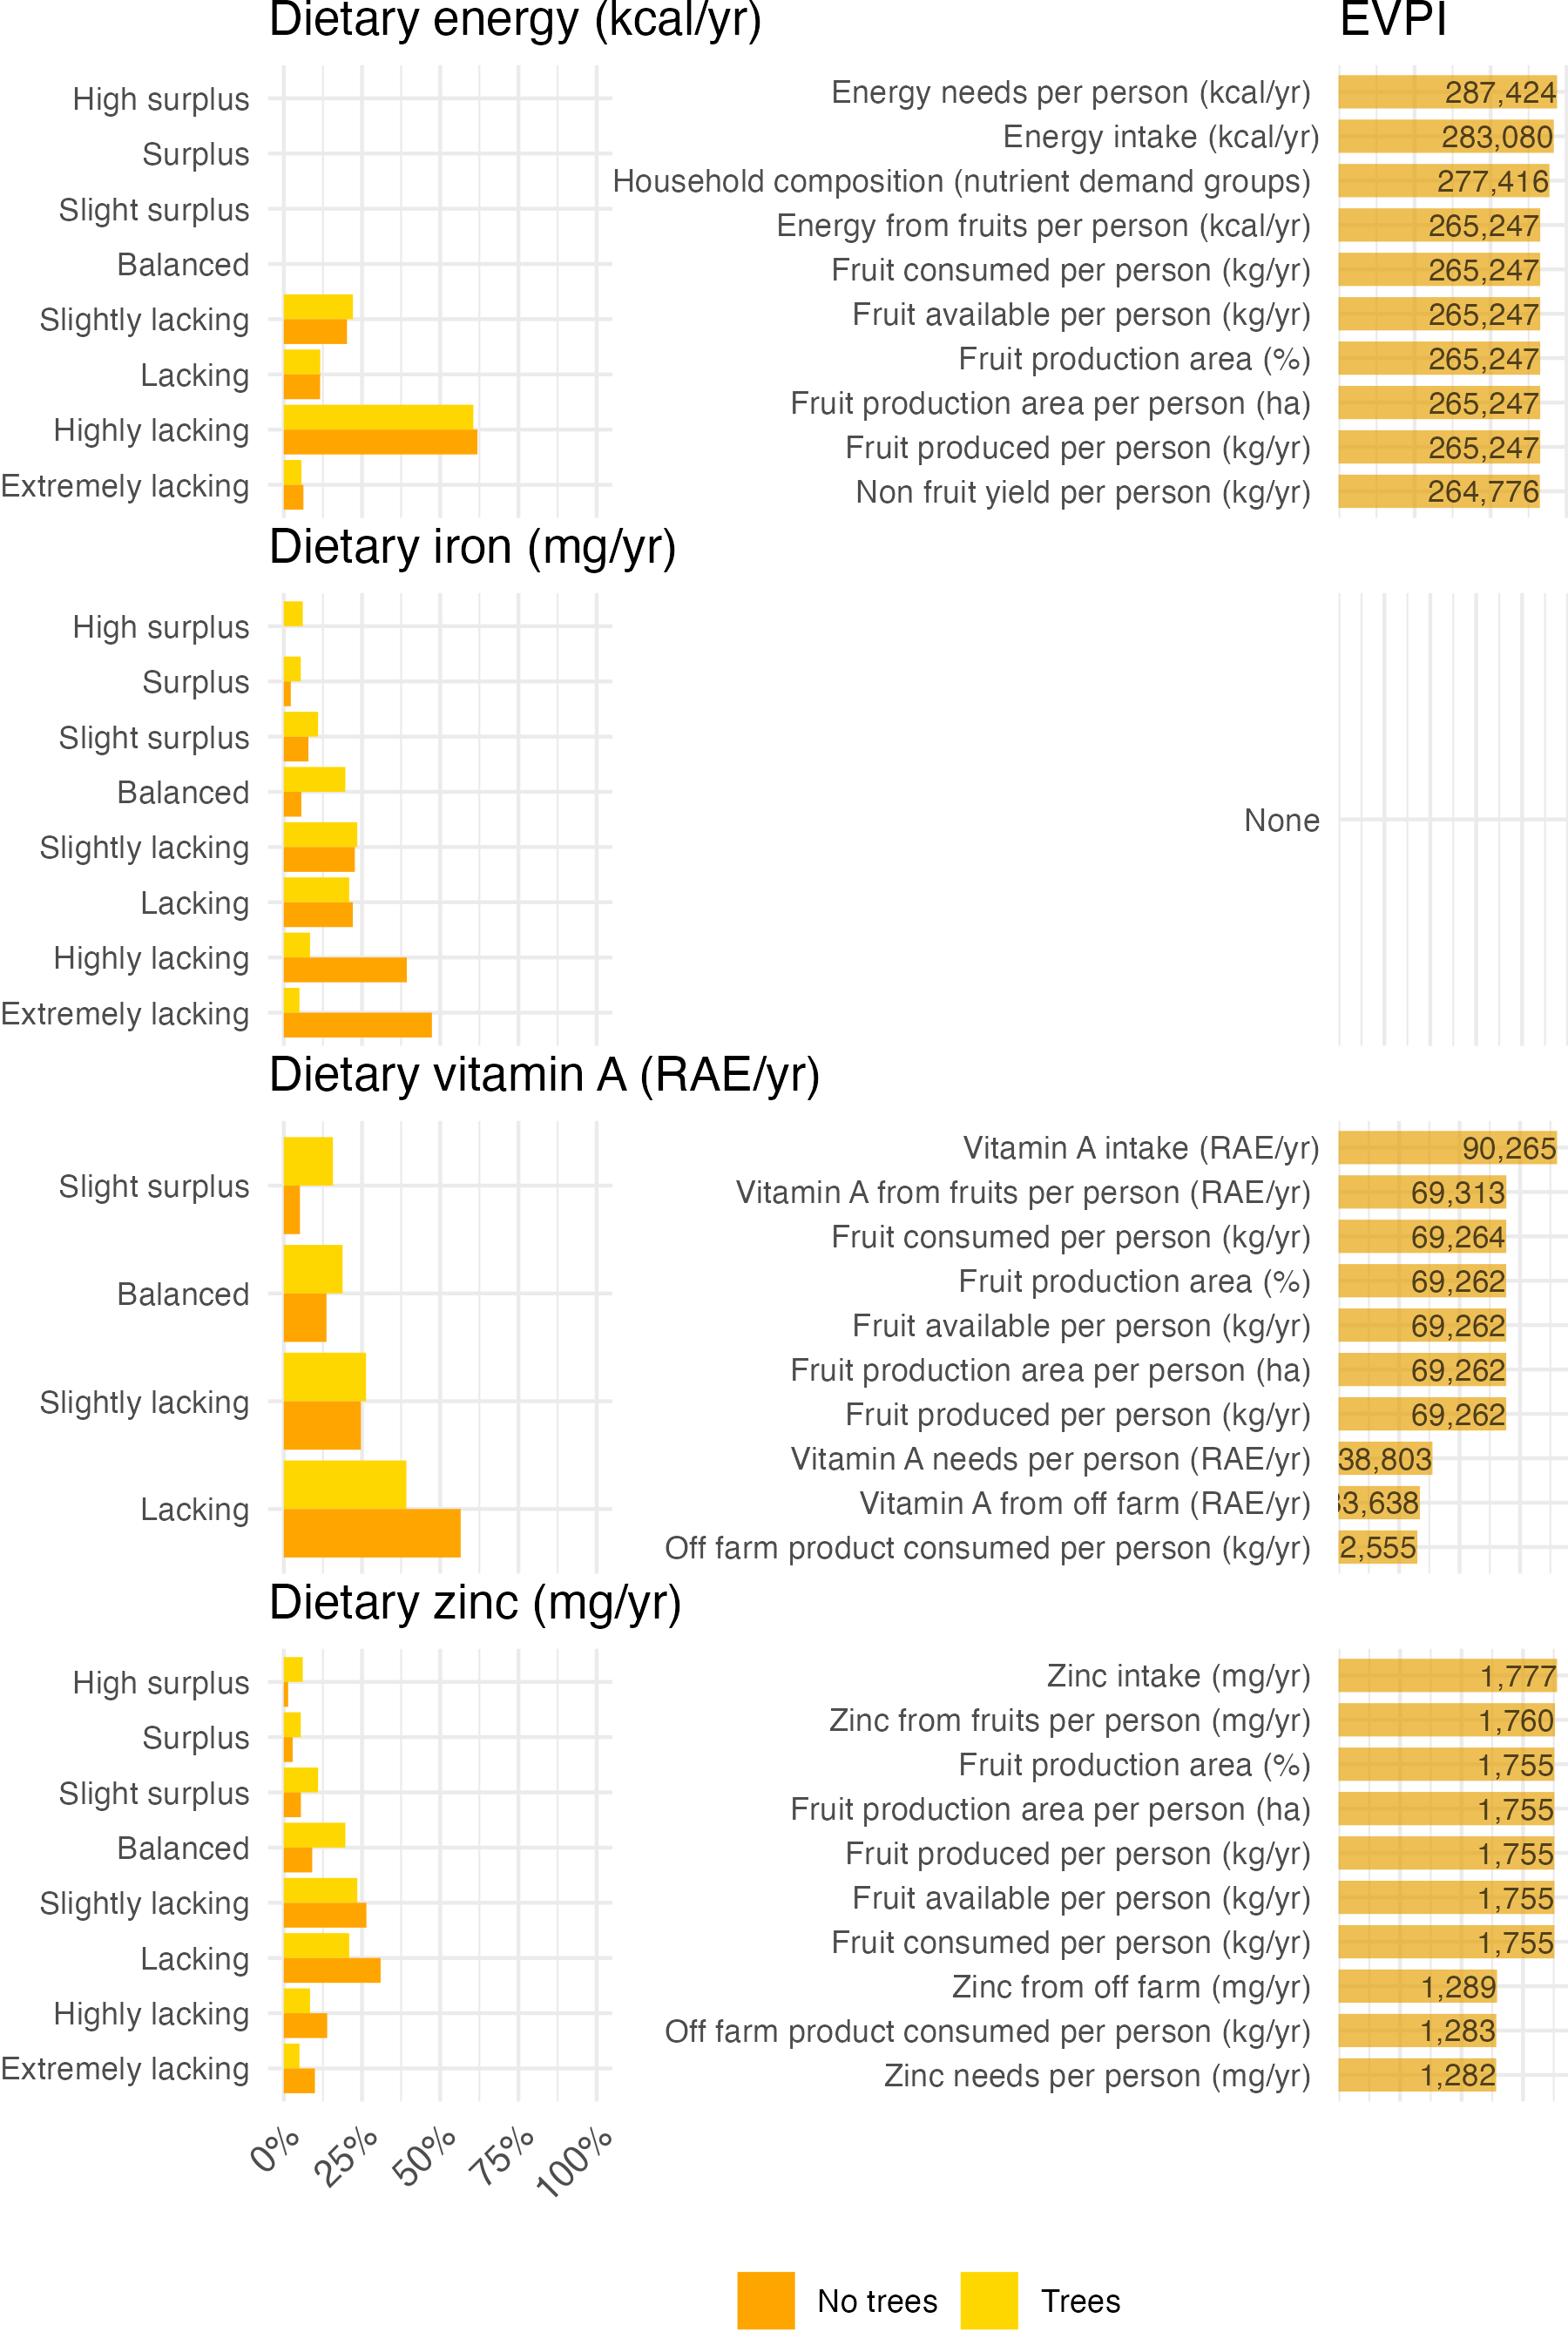 Dietary energy (kcal/yr)
High surplus
Surplus
Slight surplus
Balanced
Slightly lacking
Lacking
Highly lacking
Extremely lacking
EVPI
Energy needs per person (kcal/yr) 287,424
Energy intake (kcal/yr) 283,080
Household composition (nutrient demand groups) 277,416
Energy from fruits per person (kcal/yr) 265,247
Fruit consumed per person (kg/yr) 265,247
Fruit available per person (kg/yr) 265,247
Fruit production area (%) 265,247
Fruit production area per person (ha) 265,247
Fruit produced per person (kg/yr) 265,247
Non fruit yield per person (kg/yr) 264,776
Dietary iron (mg/yr)
High surplus
Surplus
Slight surplus
Balanced
Slightly lacking
Lacking
Highly lacking
Extremely lacking
None
Dietary vitamin A (RAE/yr)
Slight surplus
Balanced
Slightly lacking
Lacking
Vitamin A intake (RAE/yr) 90,265
Vitamin A from fruits per person (RAE/yr) 69,313
Fruit consumed per person (kg/yr) 69,264
Fruit production area (%) 69,262
Fruit available per person (kg/yr) 69,262
Fruit production area per person (ha) 69,262
Fruit produced per person (kg/yr) 69,262
Vitamin A needs per person (RAE/yr) 38,803
Vitamin A from off farm (RAE/yr) 3,638
Off farm product consumed per person (kg/yr) 2,555
Dietary zinc (mg/yr)
High surplus
Surplus
Slight surplus
Balanced
Slightly lacking
Lacking
Highly lacking
Extremely lacking
Zinc intake (mg/yr) 1,777
Zinc from fruits per person (mg/yr) 1,760
Fruit production area (%) 1,755
Fruit production area per person (ha) 1,755
Fruit produced per person (kg/yr) 1,755
Fruit available per person (kg/yr) 1,755
Fruit consumed per person (kg/yr) 1,755
Zinc from off farm (mg/yr) 1,289
Off farm product consumed per person (kg/yr) 1,283
Zinc needs per person (mg/yr) 1,282
0% 25% 50% 75% 100%
No trees Trees